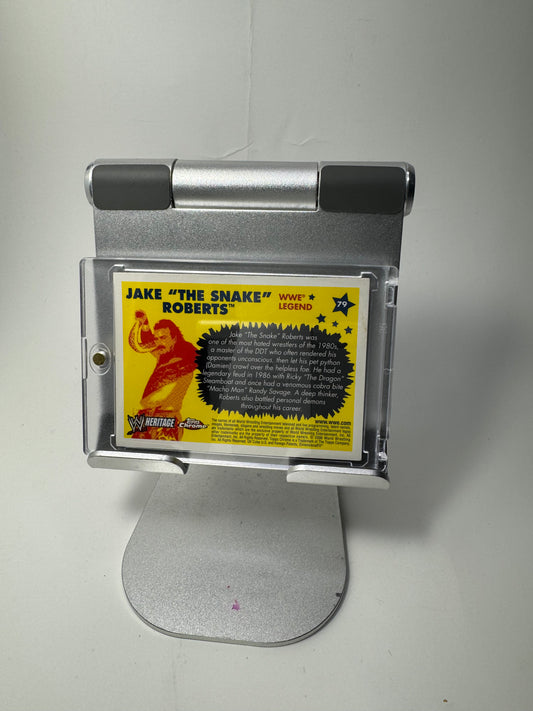 JAKE "THE SNAKE"
ROBERTS™
WWE®
LEGEND
79
Jake "The Snake" Roberts was
one of the most hated wrestlers of the 1980s,
a master of the DDT who often rendered his
opponents unconscious, then let his pet python
(Damien) crawl over the helpless foe. He had a
legendary feud in 1986 with Ricky "The Dragon"
Steamboat and once had a venomous cobra bite
"Macho Man" Randy Savage. A deep thinker,
Roberts also battled personal demons
throughout his career.
HERITAGE
Topps
Chrome
www.wwe.com